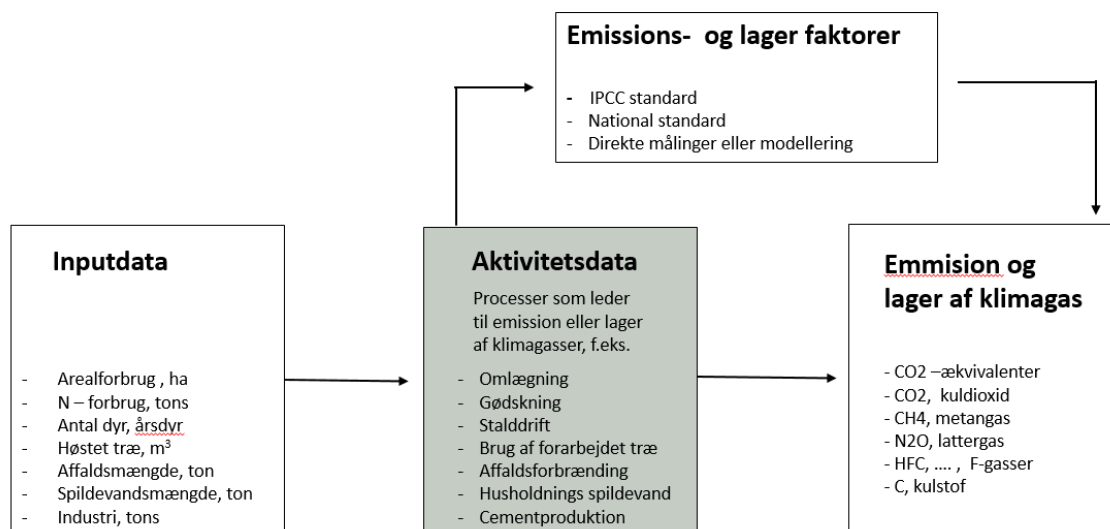 Emissions- og lager faktorer
- IPCC standard
- National standard
- Direkte målinger eller modellering
Inputdata
- Arealforbrug , ha
- N – forbrug, tons
- Antal dyr, årsdyr
- Høstet træ, m³
- Affaldsmængde, ton
- Spildevandsmængde, ton
- Industri, tons
Aktivitetsdata
Processer som leder
til emission eller lager
af klimagasser, f.eks.
- Omlægning
- Gødskning
- Stalddrift
- Brug af forarbejdet træ
- Affaldsforbrænding
- Husholdnings spildevand
- Cementproduktion
Emmision og
lager af klimagas
- CO2 –ækvivalenter
- CO2, kuldioxid
- CH4, metangas
- N2O, lattergas
- HFC, .... , F-gasser
- C, kulstof